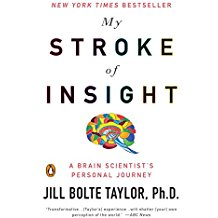 NEW YORK TIMES BESTSELLER
My
STROKE
of
INSIGHT
A BRAIN SCIENTIST'S
PERSONAL JOURNEY
JILL BOLTE TAYLOR, Ph.D.
"Transformative... [Taylor's] experience...will shatter [your] own
perception of the world." —ABC News